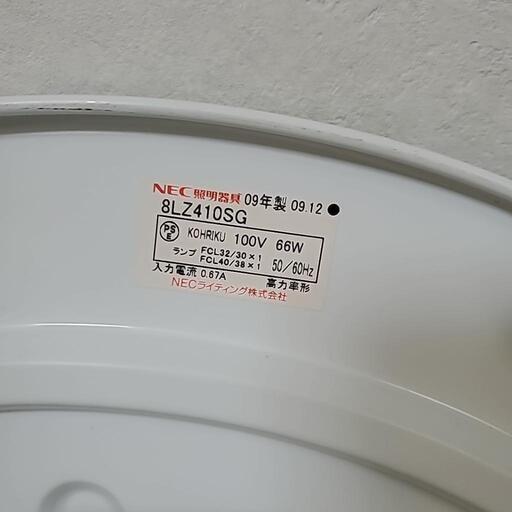 NEC 照明器具 09年製 09.12 ●
8LZ410SG
PS E KOHRIKU 100V 66W
ランプ FCL32/30×1
FCL40/38×1 50/60Hz
入力電流 0.67A 高力率形
NECライティング株式会社